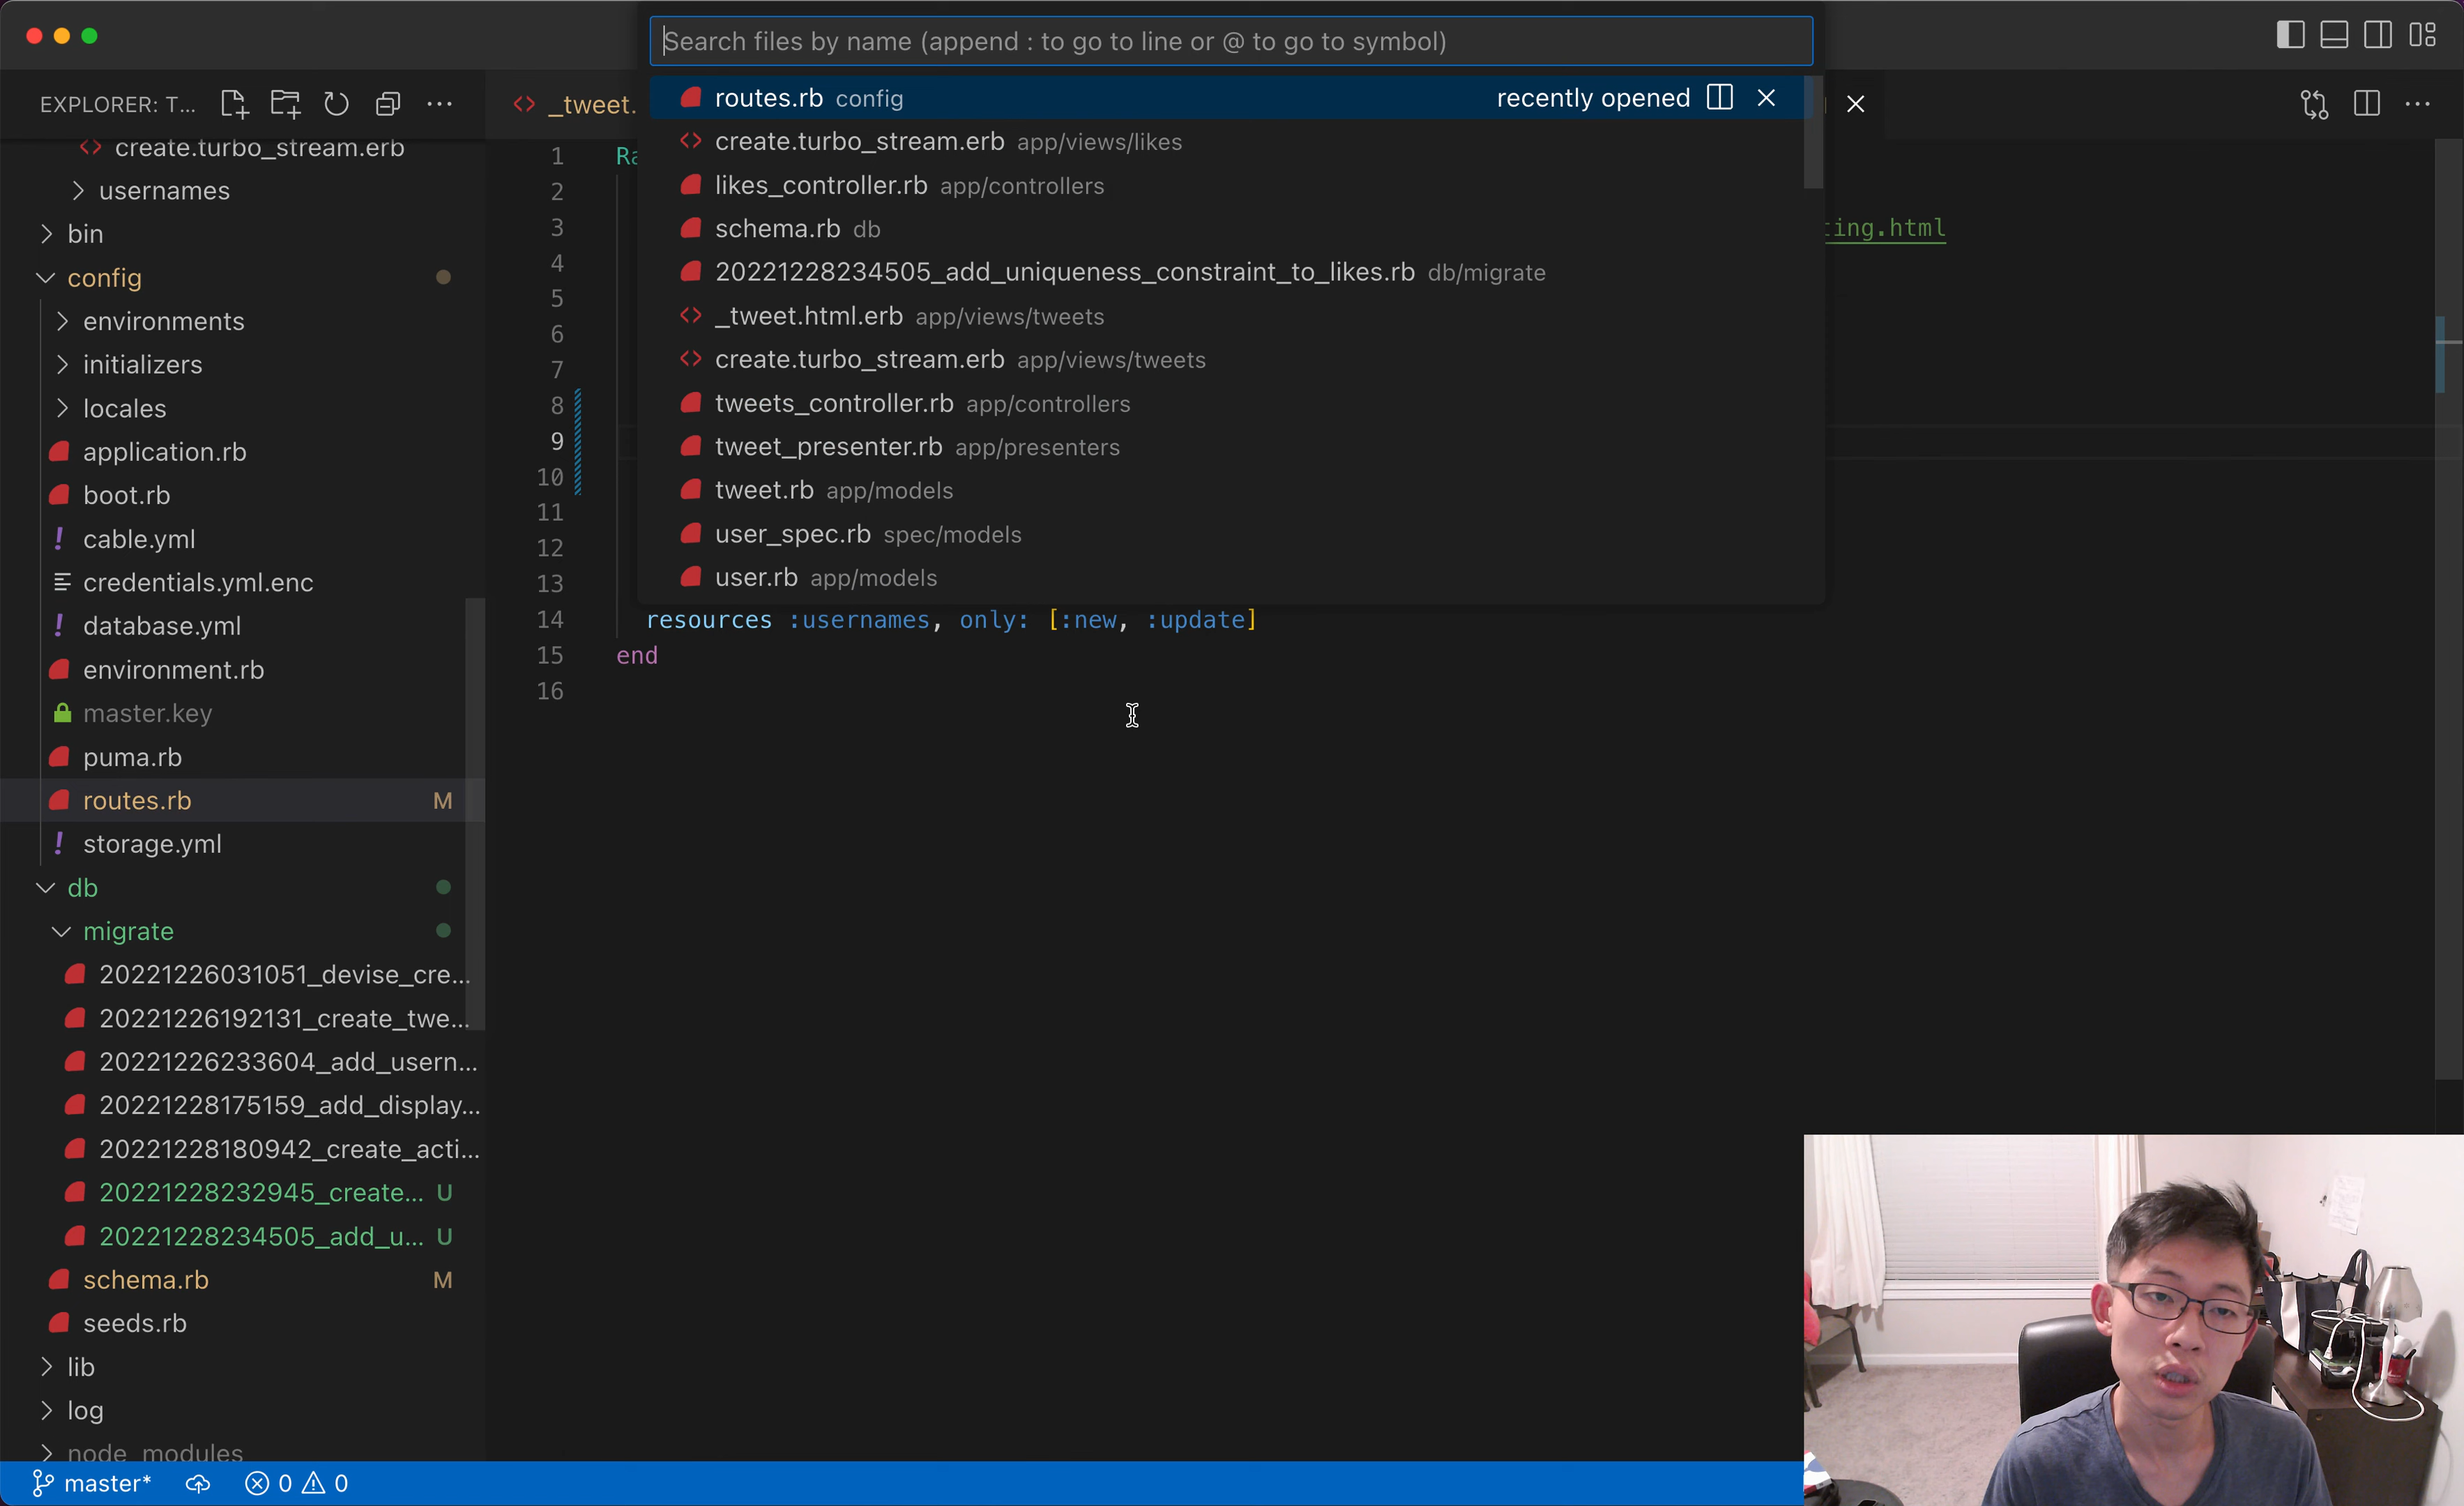 Search files by name (append : to go to line or @ to go to symbol)
routes.rb config recently opened
create.turbo_stream.erb app/views/likes
likes_controller.rb app/controllers
schema.rb db
20221228234505_add_uniqueness_constraint_to_likes.rb db/migrate
_tweet.html.erb app/views/tweets
create.turbo_stream.erb app/views/tweets
tweets_controller.rb app/controllers
tweet_presenter.rb app/presenters
tweet.rb app/models
user_spec.rb spec/models
user.rb app/models
EXPLORER: T...
create.turbo_stream.erb
usernames
bin
config
environments
initializers
locales
application.rb
boot.rb
! cable.yml
credentials.yml.enc
! database.yml
environment.rb
master.key
puma.rb
routes.rb M
! storage.yml
db
migrate
20221226031051_devise_cre...
20221226192131_create_twe...
20221226233604_add_usern...
20221228175159_add_display...
20221228180942_create_acti...
20221228232945_create... U
20221228234505_add_u... U
schema.rb M
seeds.rb
lib
log
node_modules
<> _tweet.
1 Ra
2
3 ing.html
4
5
6
7
8
9
10
11
12
13
14 resources :usernames, only: [:new, :update]
15 end
16
master* 0 0